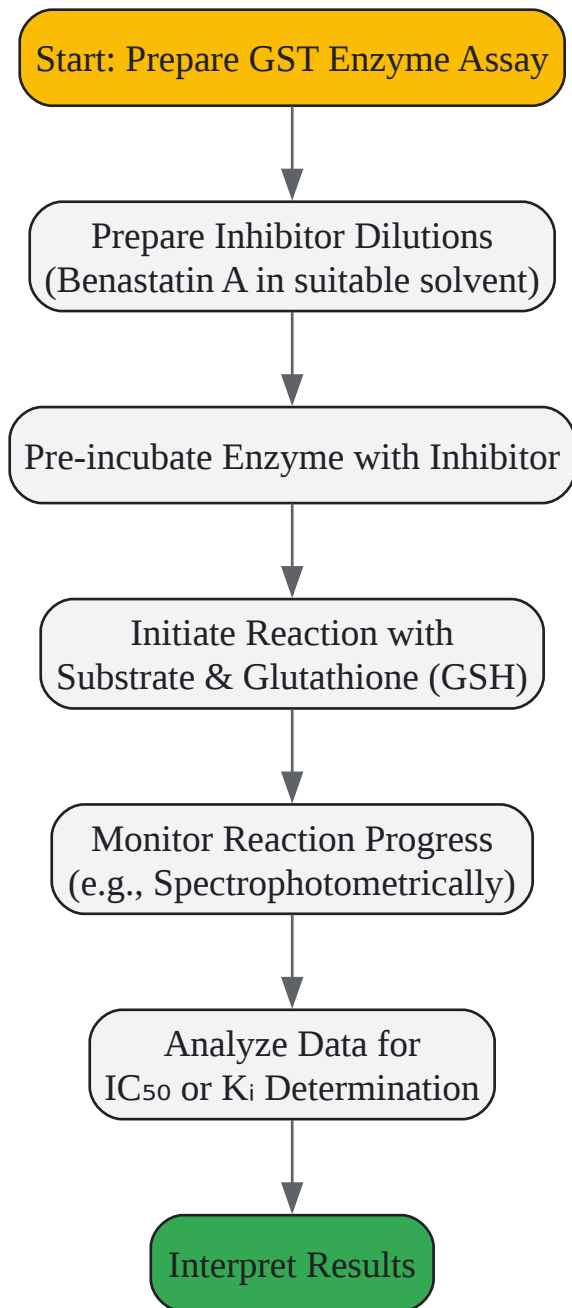 Start: Prepare GST Enzyme Assay
Prepare Inhibitor Dilutions
(Benastatin A in suitable solvent)
Pre-incubate Enzyme with Inhibitor
Initiate Reaction with
Substrate & Glutathione (GSH)
Monitor Reaction Progress
(e.g., Spectrophotometrically)
Analyze Data for
IC₅₀ or Kᵢ Determination
Interpret Results